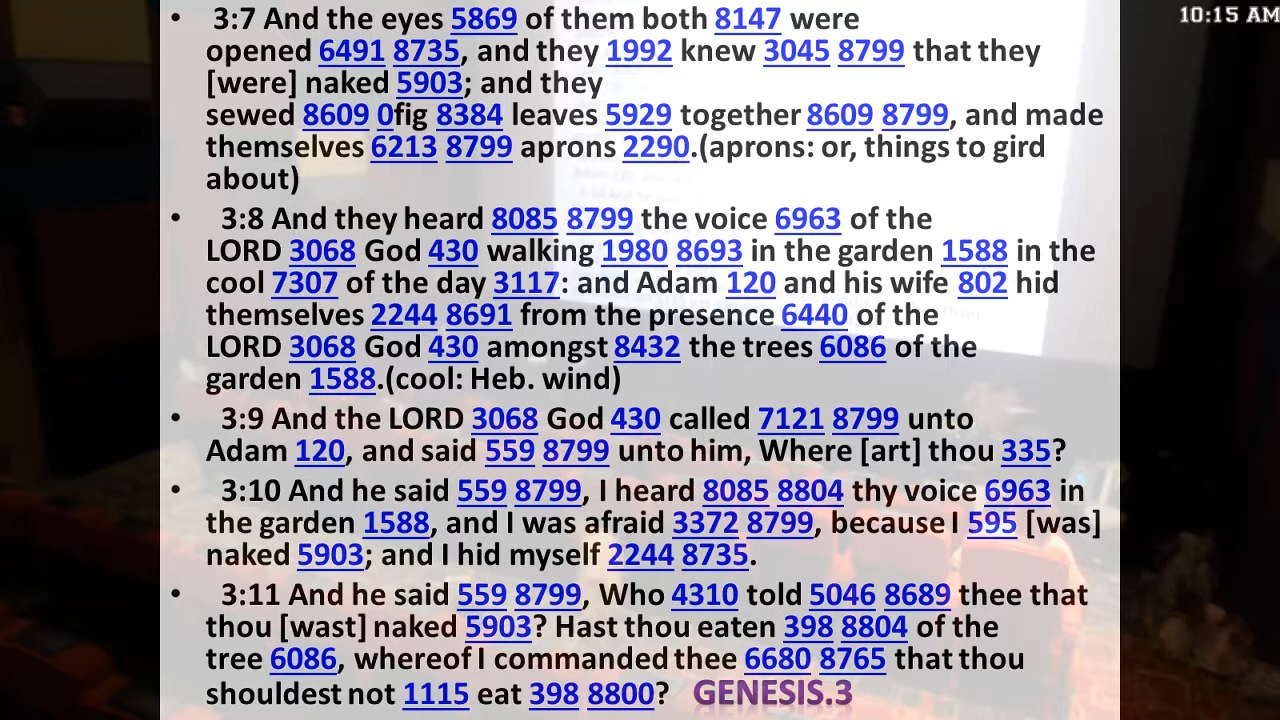 10:15 AM
• 3:7 And the eyes 5869 of them both 8147 were
opened 6491 8735, and they 1992 knew 3045 8799 that they
[were] naked 5903; and they
sewed 8609 0fig 8384 leaves 5929 together 8609 8799, and made
themselves 6213 8799 aprons 2290.(aprons: or, things to gird
about)
• 3:8 And they heard 8085 8799 the voice 6963 of the
LORD 3068 God 430 walking 1980 8693 in the garden 1588 in the
cool 7307 of the day 3117: and Adam 120 and his wife 802 hid
themselves 2244 8691 from the presence 6440 of the
LORD 3068 God 430 amongst 8432 the trees 6086 of the
garden 1588.(cool: Heb. wind)
• 3:9 And the LORD 3068 God 430 called 7121 8799 unto
Adam 120, and said 559 8799 unto him, Where [art] thou 335?
• 3:10 And he said 559 8799, I heard 8085 8804 thy voice 6963 in
the garden 1588, and I was afraid 3372 8799, because I 595 [was]
naked 5903; and I hid myself 2244 8735.
• 3:11 And he said 559 8799, Who 4310 told 5046 8689 thee that
thou [wast] naked 5903? Hast thou eaten 398 8804 of the
tree 6086, whereof I commanded thee 6680 8765 that thou
shouldest not 1115 eat 398 8800? GENESIS.3